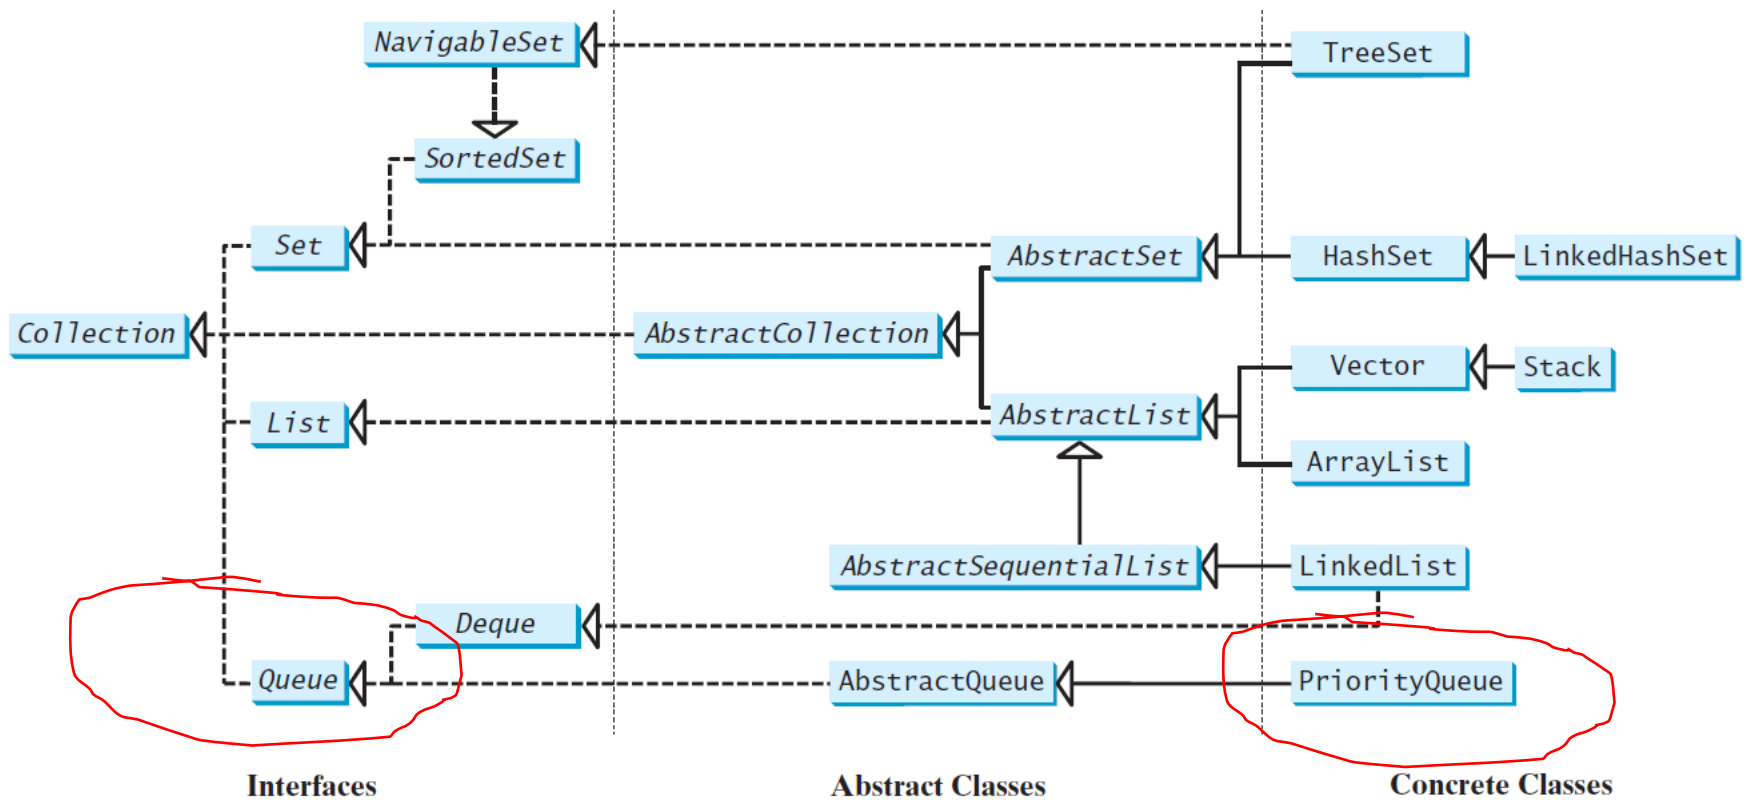 NavigableSet
TreeSet
SortedSet
Set
AbstractSet
HashSet
LinkedHashSet
Collection
AbstractCollection
Vector
Stack
List
AbstractList
ArrayList
AbstractSequentialList
LinkedList
Deque
Queue
AbstractQueue
PriorityQueue
Interfaces
Abstract Classes
Concrete Classes